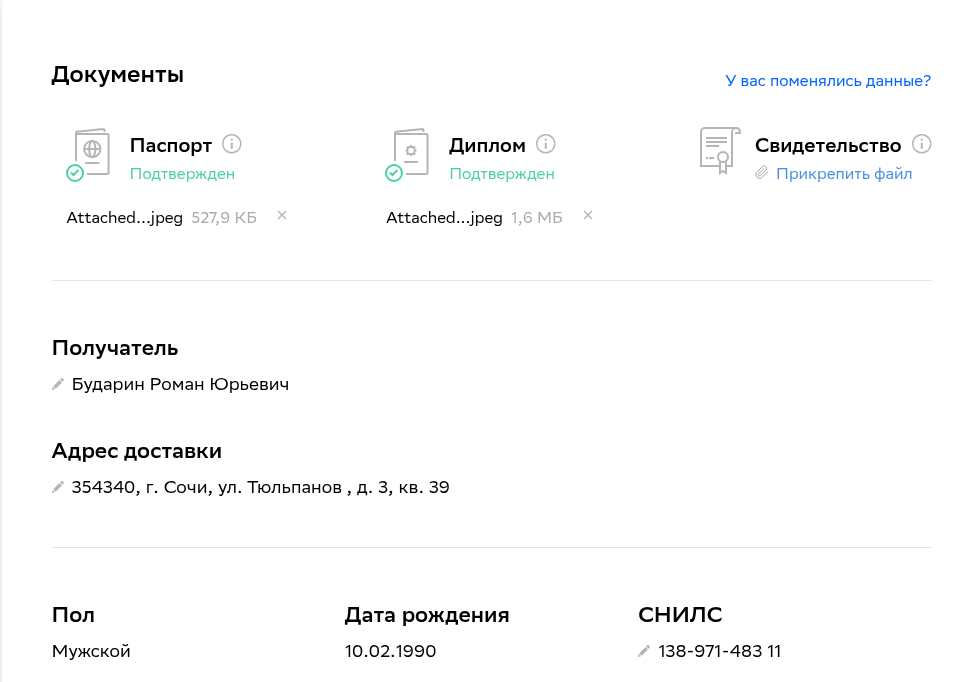 Документы
У вас поменялись данные?
Паспорт
Подтвержден
Диплом
Подтвержден
Свидетельство
Прикрепить файл
Attached...jpeg 527,9 КБ
Attached...jpeg 1,6 МБ
Получатель
Бударин Роман Юрьевич
Адрес доставки
354340, г. Сочи, ул. Тюльпанов , д. 3, кв. 39
Пол
Мужской
Дата рождения
10.02.1990
СНИЛС
138-971-483 11